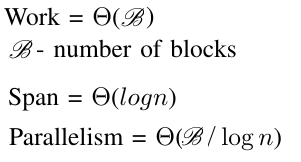 Work = Θ(ℬ)
ℬ - number of blocks
Span = Θ(logn)
Parallelism = Θ(ℬ / log n)